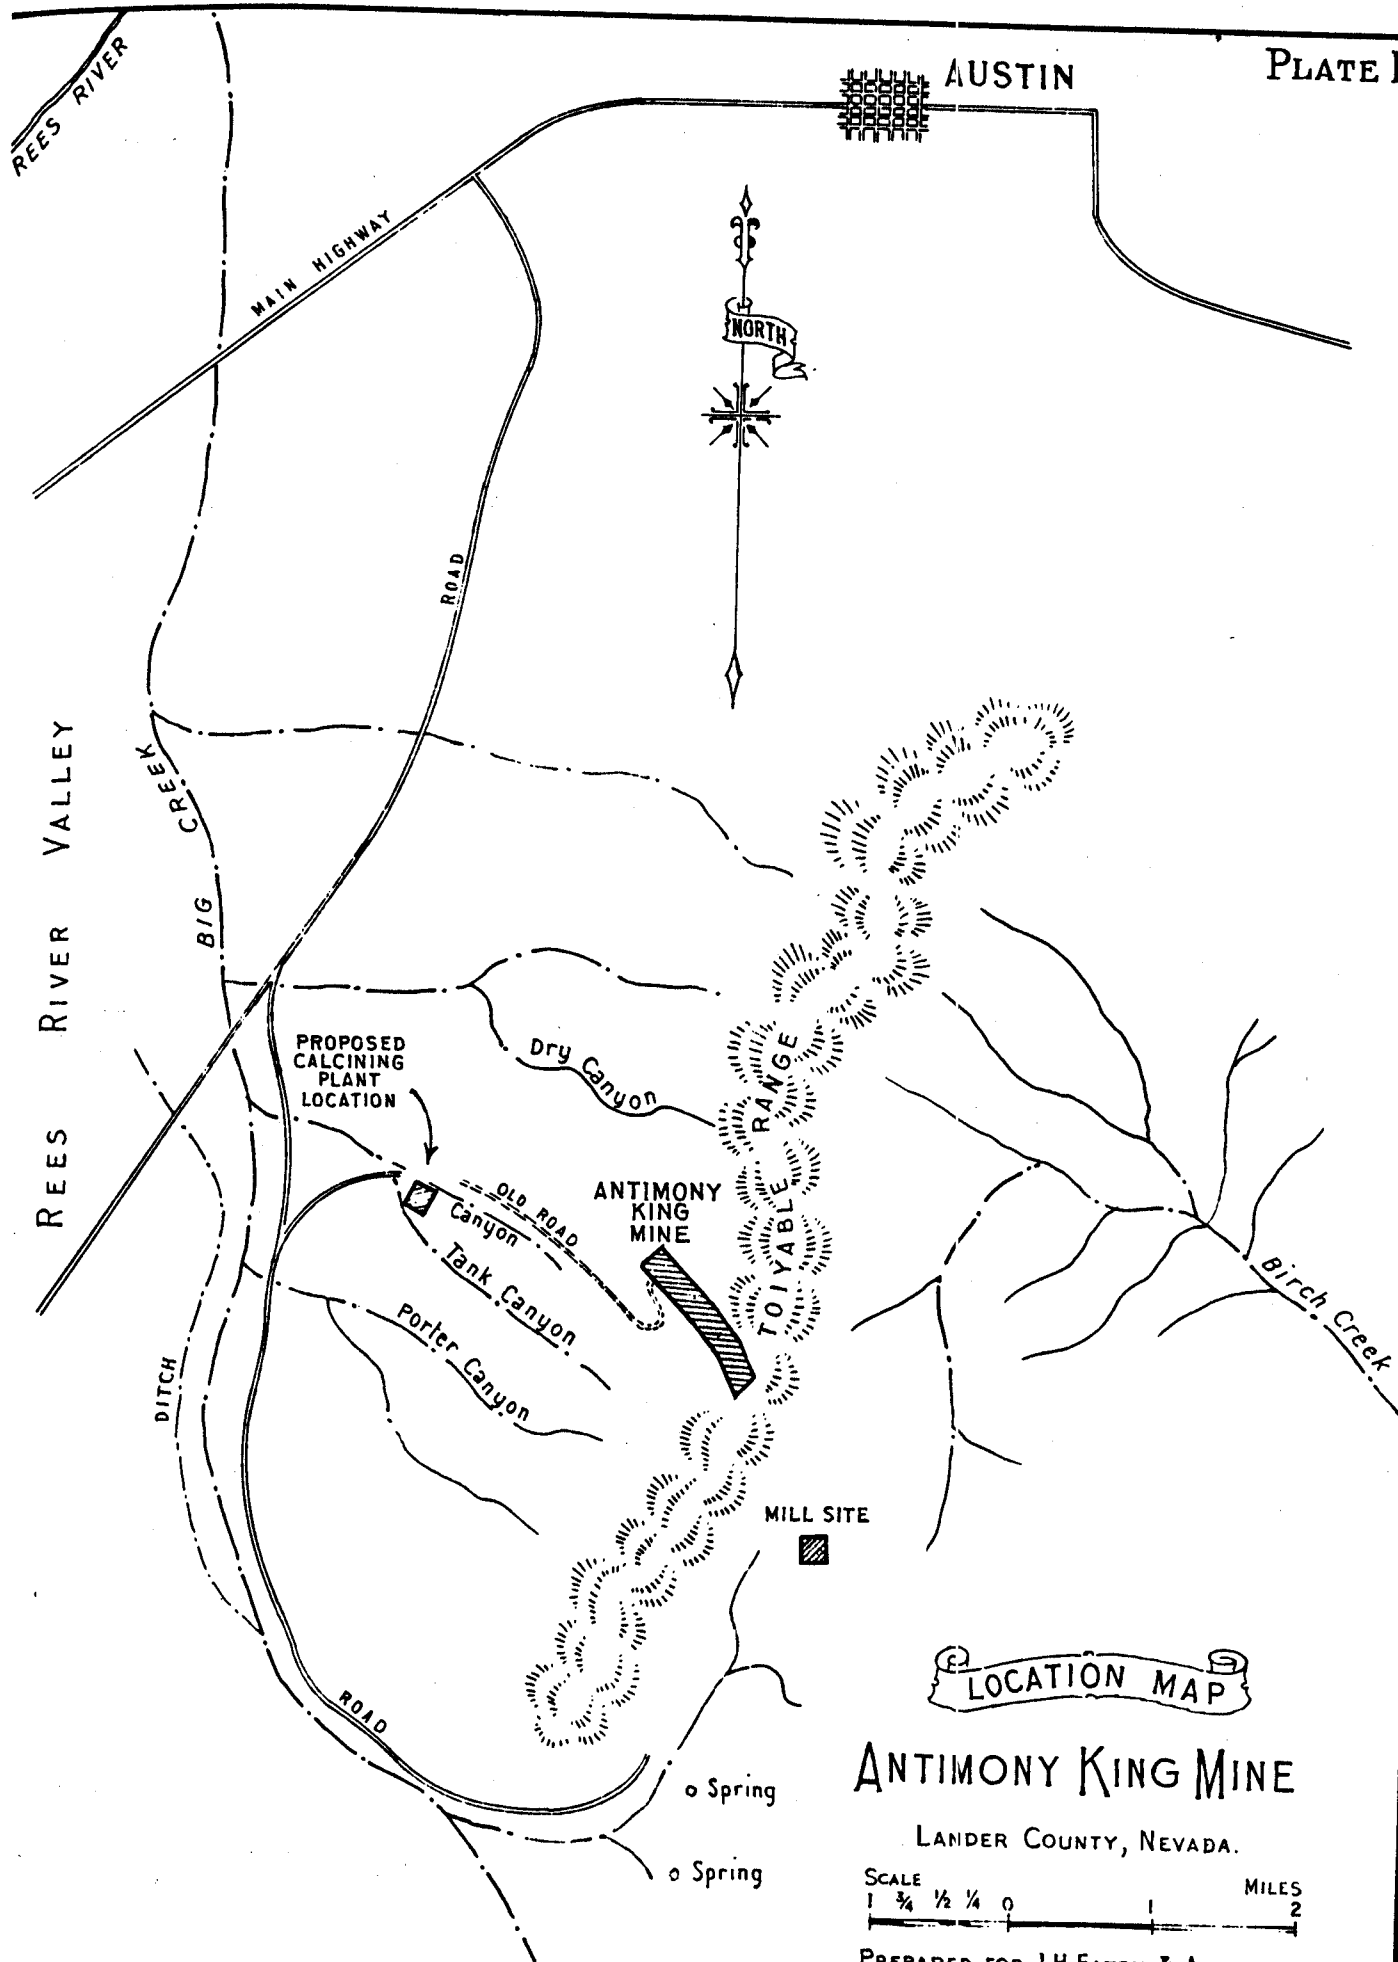 PLATE
AUSTIN
REES RIVER
MAIN HIGHWAY
NORTH
ROAD
REES RIVER VALLEY
BIG CREEK
PROPOSED
CALCINING
PLANT
LOCATION
Dry Canyon
TOIYABLE RANGE
OLD ROAD
Canyon
ANTIMONY
KING
MINE
Tank Canyon
Porter Canyon
Birch Creek
DITCH
MILL SITE
ROAD
Spring
Spring
LOCATION MAP
ANTIMONY KING MINE
LANDER COUNTY, NEVADA.
SCALE MILES
1 3/4 1/2 1/4 0 1 2
PREPARED FOR J.H.